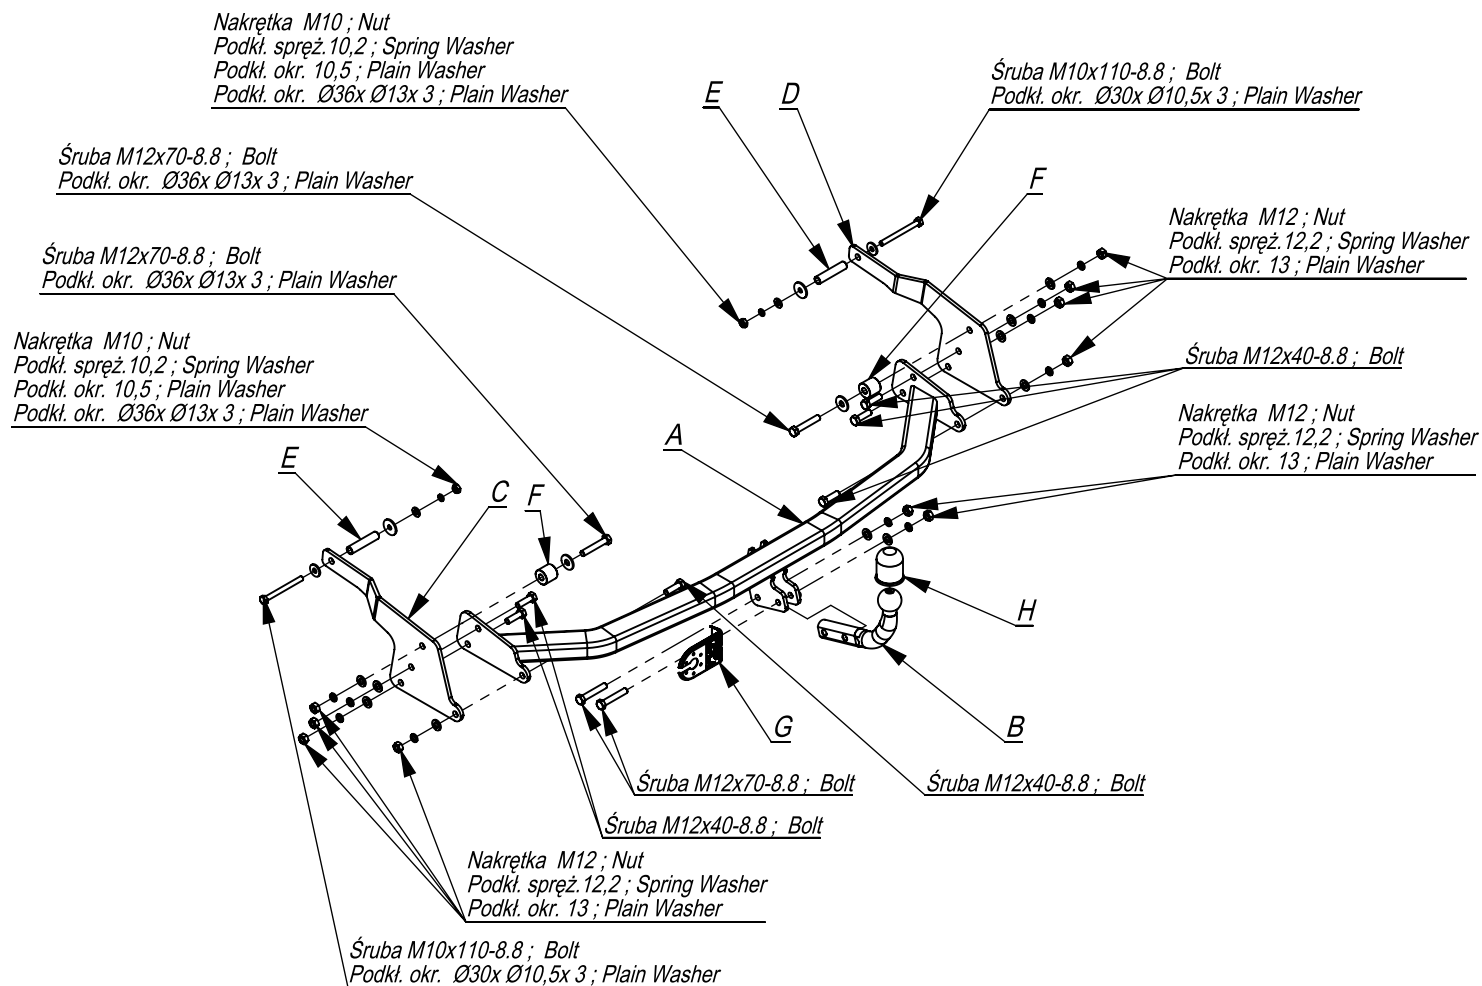 Nakrętka M10 ; Nut
Podkł. spręż.10,2 ; Spring Washer
Podkł. okr. 10,5 ; Plain Washer
Podkł. okr. Ø36x Ø13x 3 ; Plain Washer
E
D
Śruba M10x110-8.8 ; Bolt
Podkł. okr. Ø30x Ø10,5x 3 ; Plain Washer
Śruba M12x70-8.8 ; Bolt
Podkł. okr. Ø36x Ø13x 3 ; Plain Washer
F
Nakrętka M12 ; Nut
Podkł. spręż.12,2 ; Spring Washer
Podkł. okr. 13 ; Plain Washer
Śruba M12x70-8.8 ; Bolt
Podkł. okr. Ø36x Ø13x 3 ; Plain Washer
Nakrętka M10 ; Nut
Podkł. spręż.10,2 ; Spring Washer
Podkł. okr. 10,5 ; Plain Washer
Podkł. okr. Ø36x Ø13x 3 ; Plain Washer
Śruba M12x40-8.8 ; Bolt
Nakrętka M12 ; Nut
Podkł. spręż.12,2 ; Spring Washer
Podkł. okr. 13 ; Plain Washer
A
E
C
F
H
G
B
Śruba M12x70-8.8 ; Bolt
Śruba M12x40-8.8 ; Bolt
Śruba M12x40-8.8 ; Bolt
Nakrętka M12 ; Nut
Podkł. spręż.12,2 ; Spring Washer
Podkł. okr. 13 ; Plain Washer
Śruba M10x110-8.8 ; Bolt
Podkł. okr. Ø30x Ø10,5x 3 ; Plain Washer